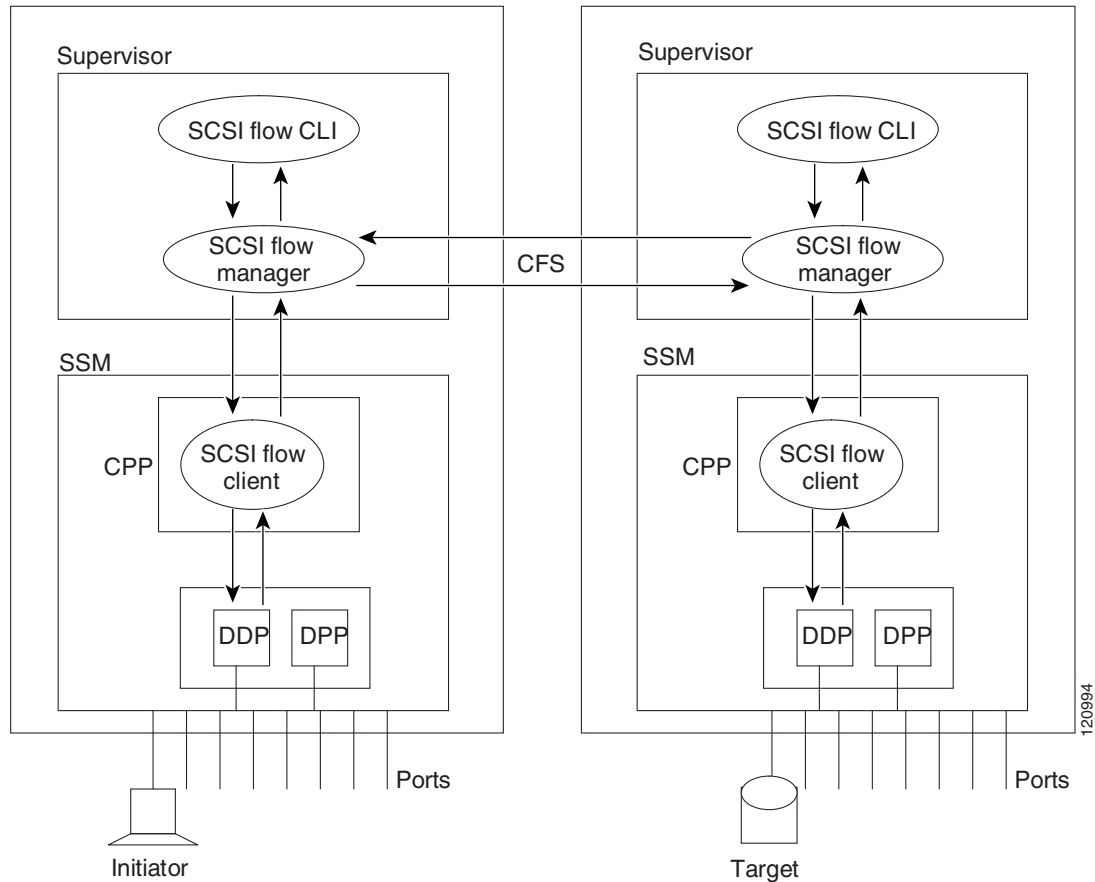 Supervisor
SCSI flow CLI
SCSI flow
manager
SSM
CPP
SCSI flow
client
DDP
DPP
Ports
Initiator
CFS
Supervisor
SCSI flow CLI
SCSI flow
manager
SSM
CPP
SCSI flow
client
DDP
DPP
Ports
Target
120994